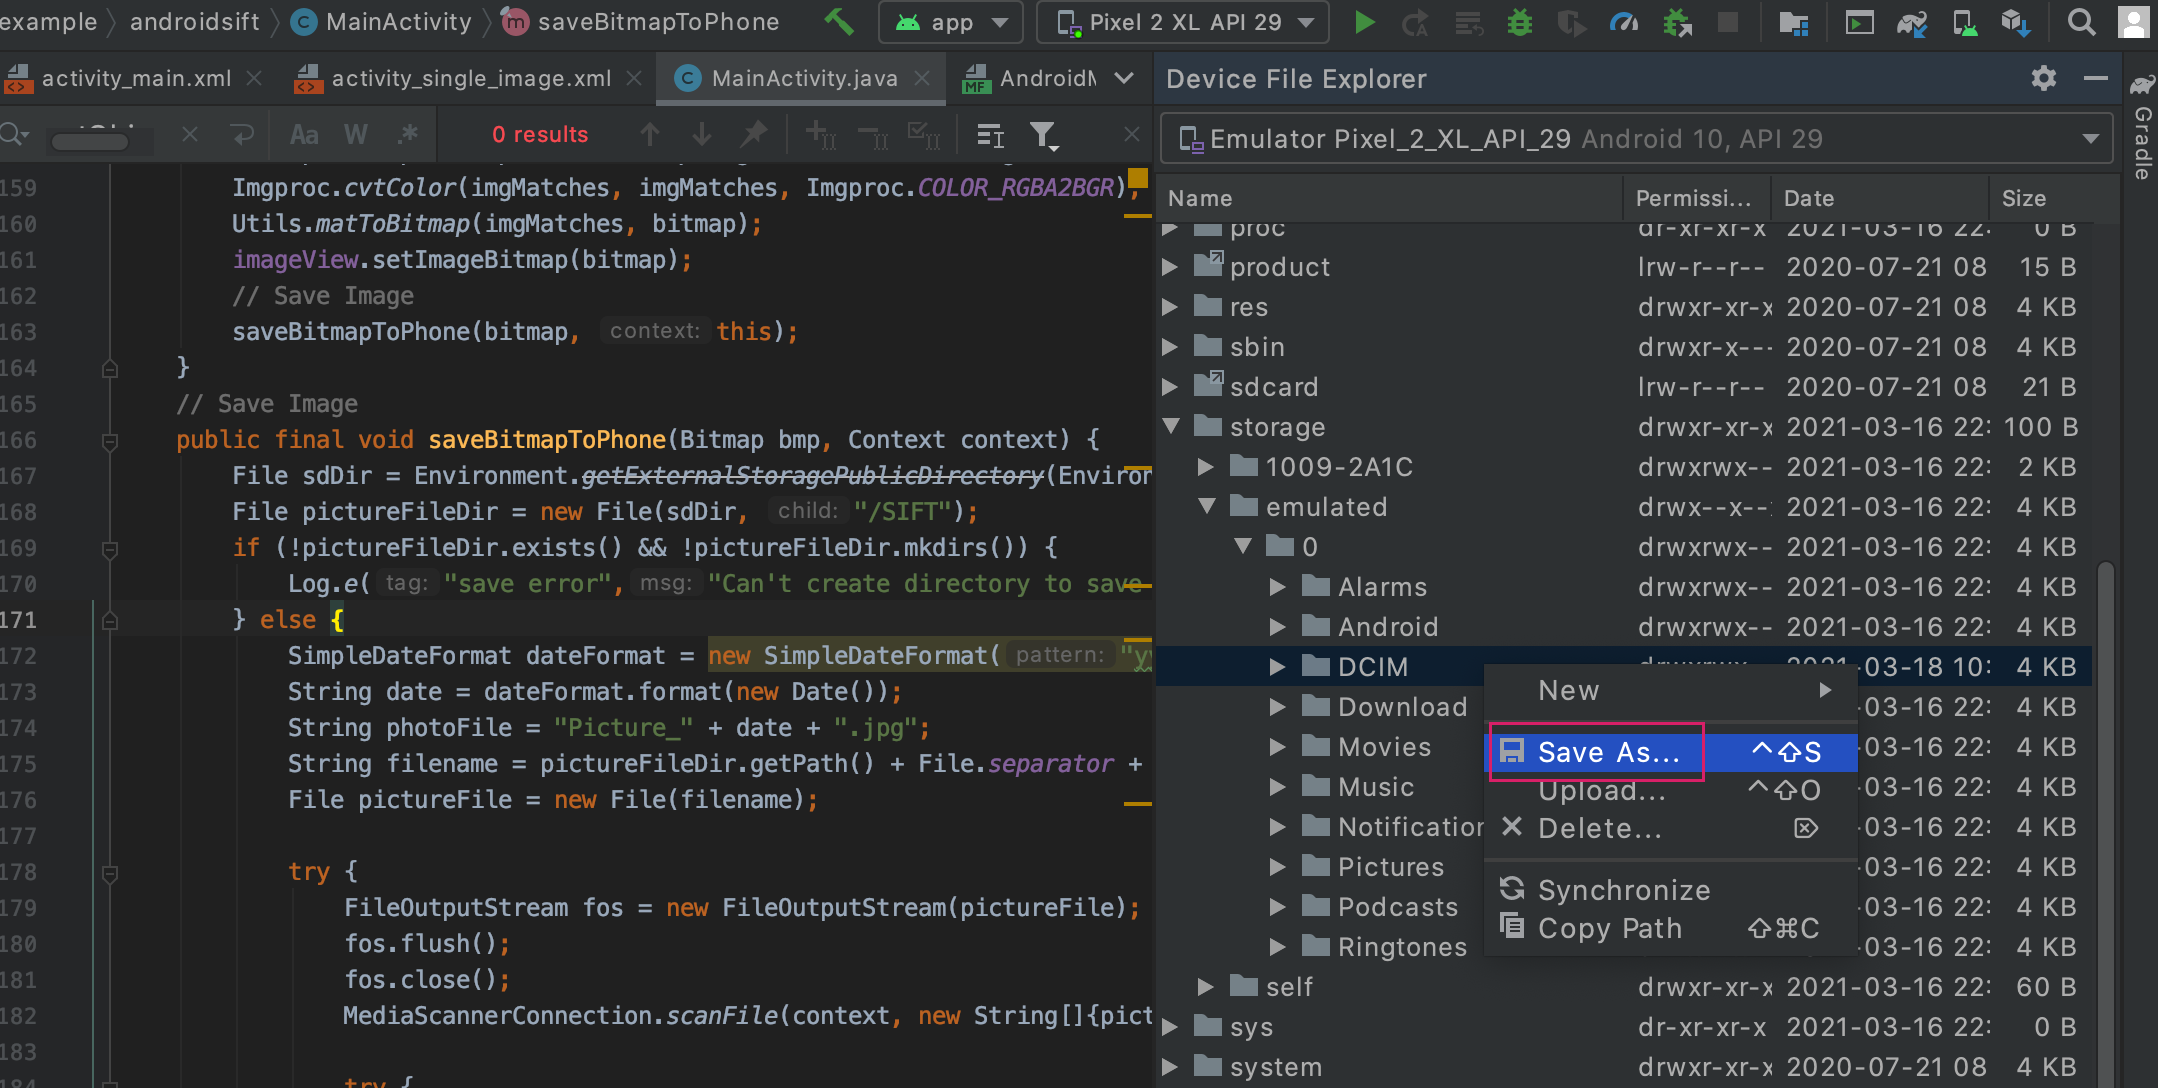 example androidsift MainActivity saveBitmapToPhone app Pixel 2 XL API 29
activity_main.xml activity_single_image.xml MainActivity.java
Aa W .* 0 results
159 Imgproc.cvtColor(imgMatches, imgMatches, Imgproc.COLOR_RGBA2BGR);
160 Utils.matToBitmap(imgMatches, bitmap);
161 imageView.setImageBitmap(bitmap);
162 // Save Image
163 saveBitmapToPhone(bitmap, context: this);
164 }
165 // Save Image
166 public final void saveBitmapToPhone(Bitmap bmp, Context context) {
167 File sdDir = Environment.getExternalStoragePublicDirectory(Environ
168 File pictureFileDir = new File(sdDir, child: "/SIFT");
169 if (!pictureFileDir.exists() && !pictureFileDir.mkdirs()) {
170 Log.e( tag: "save error", msg: "Can't create directory to save
171 } else {
172 SimpleDateFormat dateFormat = new SimpleDateFormat( pattern: "y
173 String date = dateFormat.format(new Date());
174 String photoFile = "Picture_" + date + ".jpg";
175 String filename = pictureFileDir.getPath() + File.separator +
176 File pictureFile = new File(filename);
177
178 try {
179 FileOutputStream fos = new FileOutputStream(pictureFile);
180 fos.flush();
181 fos.close();
182 MediaScannerConnection.scanFile(context, new String[]{pict
183
184 try {
Device File Explorer
Emulator Pixel_2_XL_API_29 Android 10, API 29
Name Permissi... Date Size
proc dr-xr-xr-x 2021-03-16 22: 0 B
product lrw-r--r-- 2020-07-21 08 15 B
res drwxr-xr-x 2020-07-21 08 4 KB
sbin drwxr-x--- 2020-07-21 08 4 KB
sdcard lrw-r--r-- 2020-07-21 08 21 B
storage drwxr-xr-x 2021-03-16 22: 100 B
1009-2A1C drwxrwx-- 2021-03-16 22: 2 KB
emulated drwx--x--: 2021-03-16 22: 4 KB
0 drwxrwx-- 2021-03-16 22: 4 KB
Alarms drwxrwx-- 2021-03-16 22: 4 KB
Android drwxrwx-- 2021-03-16 22: 4 KB
DCIM drwxrwx-- 2021-03-18 10: 4 KB
Download -03-16 22: 4 KB
Movies -03-16 22: 4 KB
Music -03-16 22: 4 KB
Notification -03-16 22: 4 KB
Pictures -03-16 22: 4 KB
Podcasts -03-16 22: 4 KB
Ringtones -03-16 22: 4 KB
self drwxr-xr-x 2021-03-16 22: 60 B
sys dr-xr-xr-x 2021-03-16 22: 0 B
system drwxr-xr-x 2020-07-21 08 4 KB
New
Save As... ^⇧S
Upload... ^⇧O
Delete... ⌦
Synchronize
Copy Path ⇧⌘C
Gradle